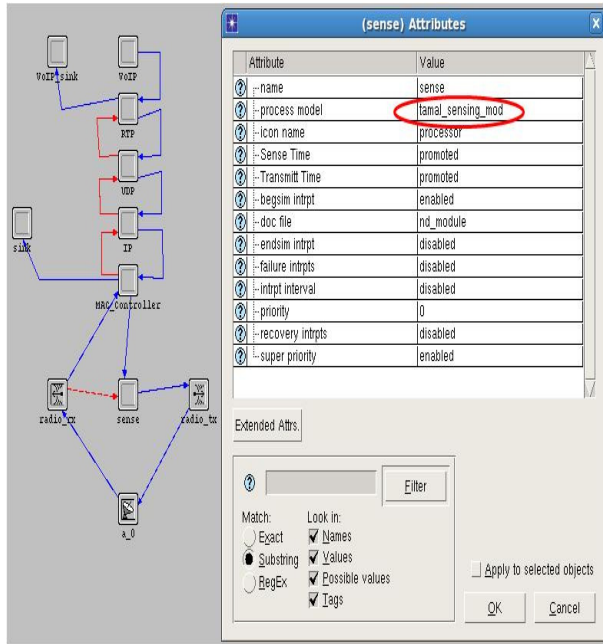 VoIP_sink
VoIP
RTP
UDP
IP
sink
MAC_Controller
radio_rx
sense
radio_tx
a_0
(sense) Attributes
X
Attribute Value
? name sense
? process model tamal_sensing_mod
? icon name processor
? Sense Time promoted
? Transmitt Time promoted
? begsim intrpt enabled
? doc file nd_module
? endsim intrpt disabled
? failure intrpts disabled
? intrpt interval disabled
? priority 0
? recovery intrpts disabled
? super priority enabled
Extended Attrs.
?
Filter
Match: Look in:
Exact Names
Substring Values
RegEx Possible values
Tags
Apply to selected objects
OK Cancel